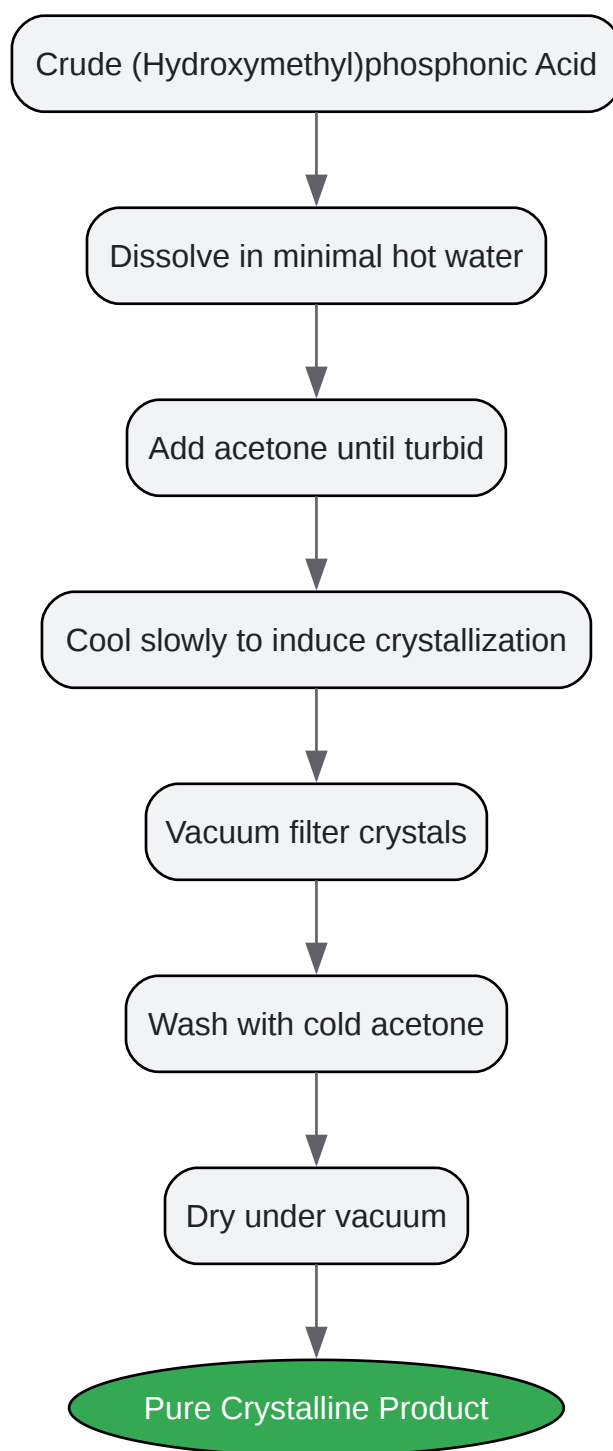 Crude (Hydroxymethyl)phosphonic Acid
Dissolve in minimal hot water
Add acetone until turbid
Cool slowly to induce crystallization
Vacuum filter crystals
Wash with cold acetone
Dry under vacuum
Pure Crystalline Product